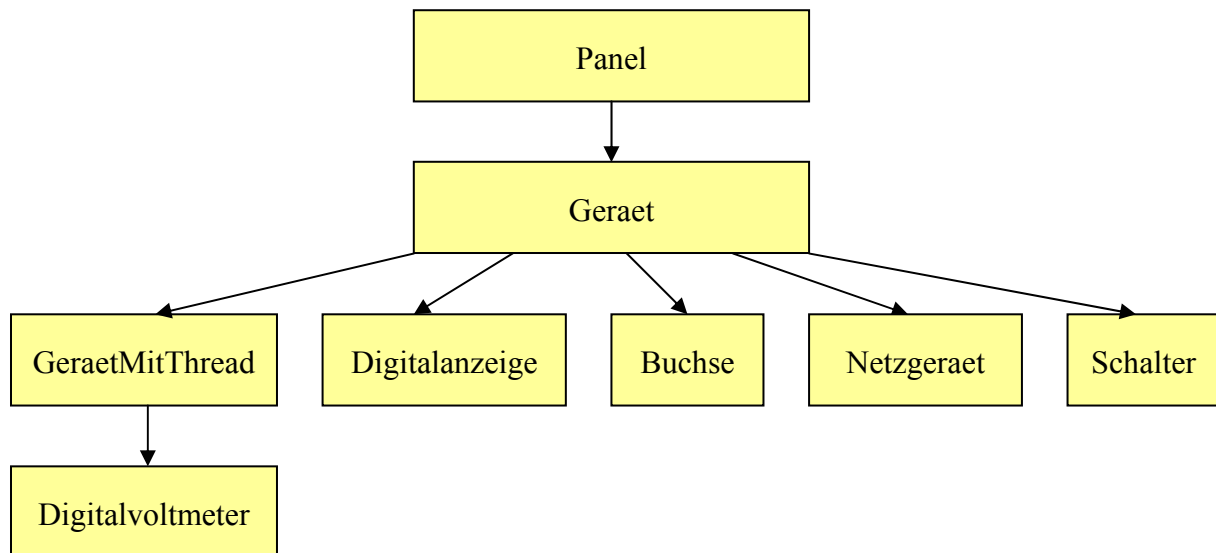 Panel
Geraet
GeraetMitThread
Digitalanzeige
Buchse
Netzgeraet
Schalter
Digitalvoltmeter